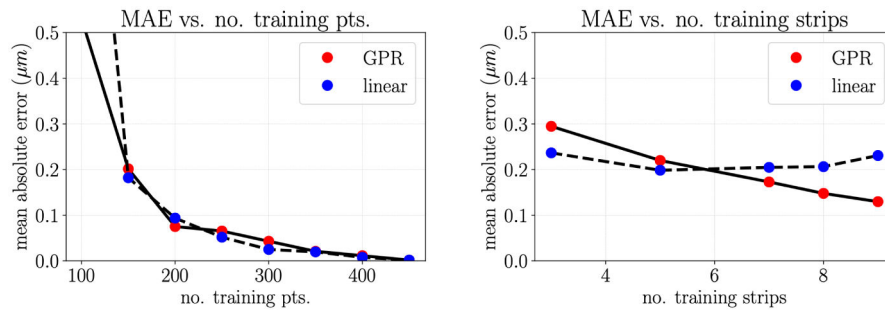 MAE vs. no. training pts.
0.5
0.4
0.3
0.2
0.1
0.0
mean absolute error (μm)
GPR
linear
100 200 300 400
no. training pts.
MAE vs. no. training strips
0.5
0.4
0.3
0.2
0.1
0.0
mean absolute error (μm)
GPR
linear
4 6 8
no. training strips